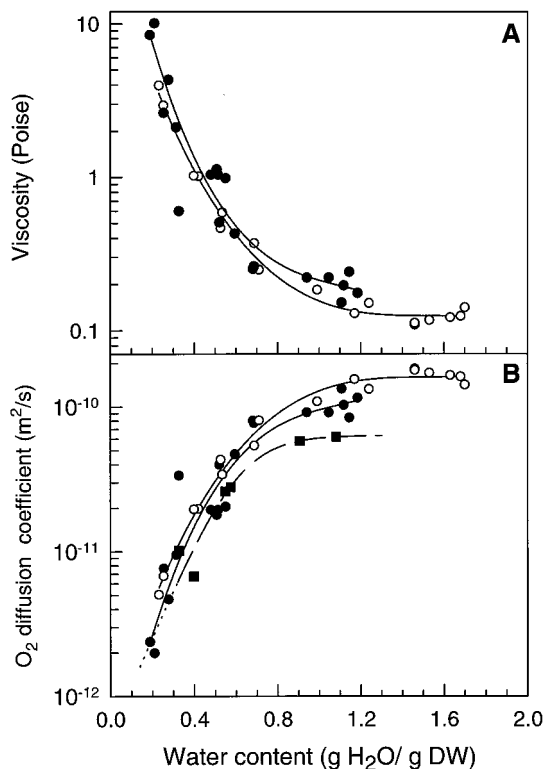 A
10
1
0.1
Viscosity (Poise)
B
10⁻¹⁰
10⁻¹¹
10⁻¹²
O₂ diffusion coefficient (m²/s)
0.0 0.4 0.8 1.2 1.6 2.0
Water content (g H₂O/ g DW)